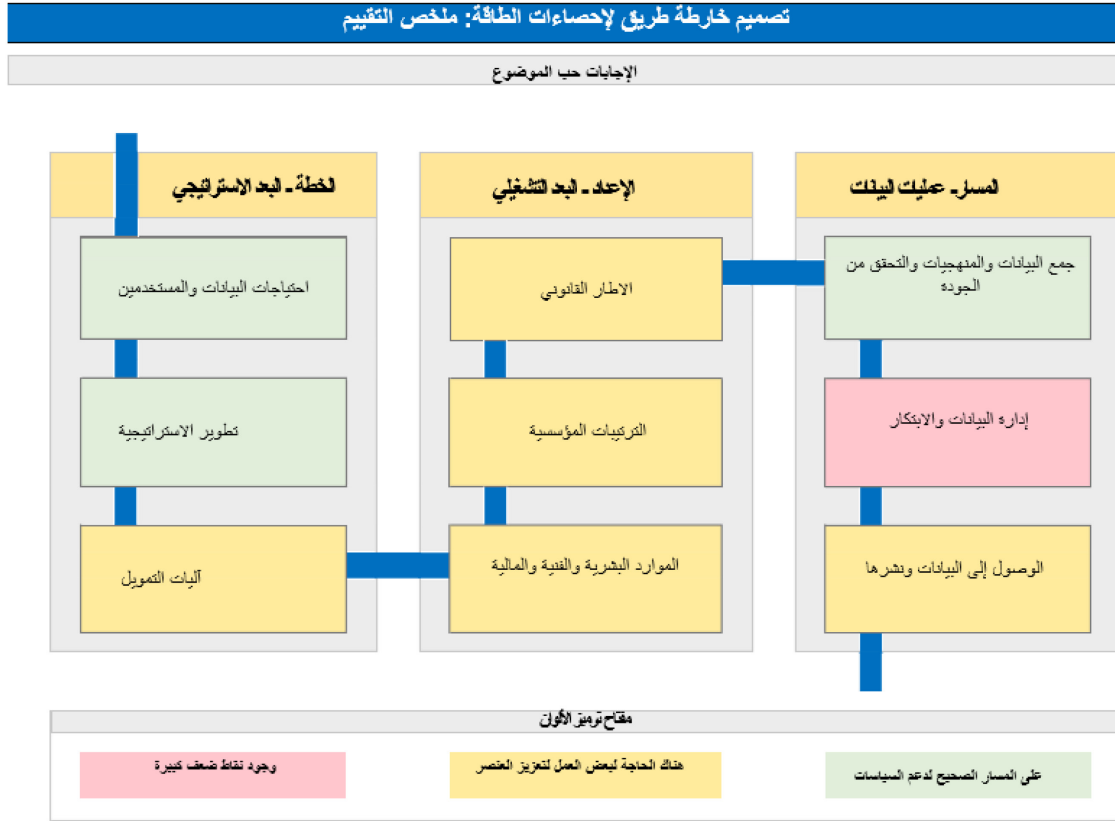 تصميم خارطة طريق لإحصاءات الطاقة: ملخص التقييم
الإجابات حب الموضوع
المسار- عمليات البيانات
الإعداد - البعد التشغيلي
الخطة - البعد الاستراتيجي
جمع البيانات والمنهجيات والتحقق من
الجودة
إدارة البيانات والابتكار
الوصول إلى البيانات ونشرها
الاطار القانوني
الترتيبات المؤسسية
الموارد البشرية والفنية والمالية
احتياجات البيانات والمستخدمين
تطوير الاستراتيجية
آليات التمويل
مفتاح ترميز الألوان
على المسار الصحيح لدعم السياسات
هناك الحاجة لبعض العمل لتعزيز العنصر
وجود نقاط ضعف كبيرة